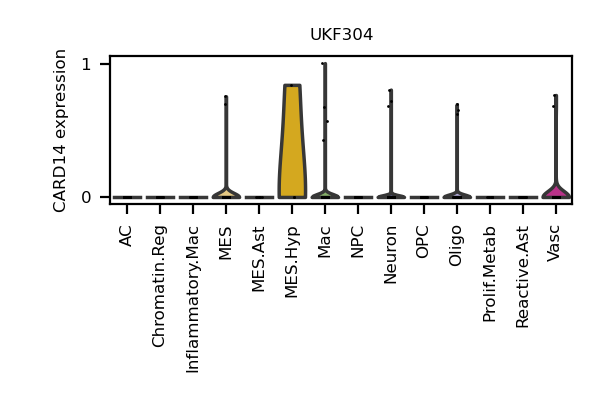 UKF304
CARD14 expression
1
0
AC
Chromatin.Reg
Inflammatory.Mac
MES
MES.Ast
MES.Hyp
Mac
NPC
Neuron
OPC
Oligo
Prolif.Metab
Reactive.Ast
Vasc